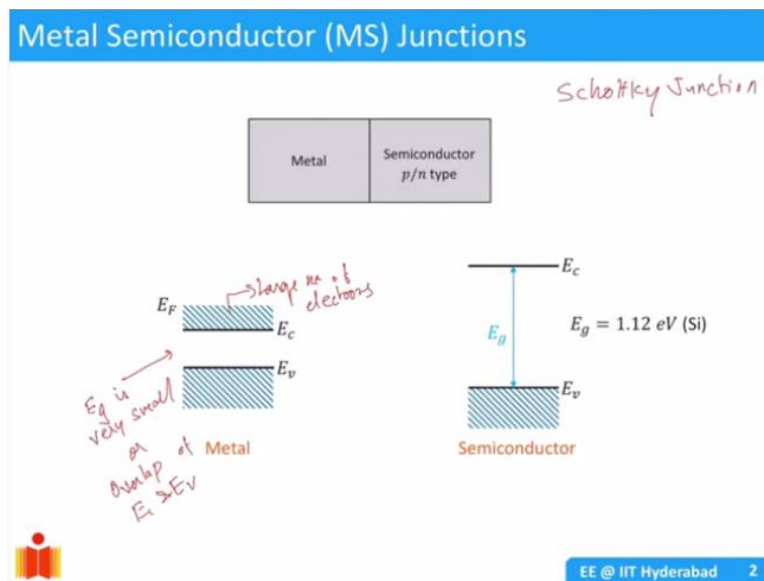 Metal Semiconductor (MS) Junctions
Schottky Junction
Metal
Semiconductor
p/n type
Large no of
electrons
E_F
E_c
E_v
Eg is
very small
or
overlap of
E_c & E_v
Metal
E_c
E_g
E_g = 1.12 eV (Si)
E_v
Semiconductor
EE @ IIT Hyderabad 2